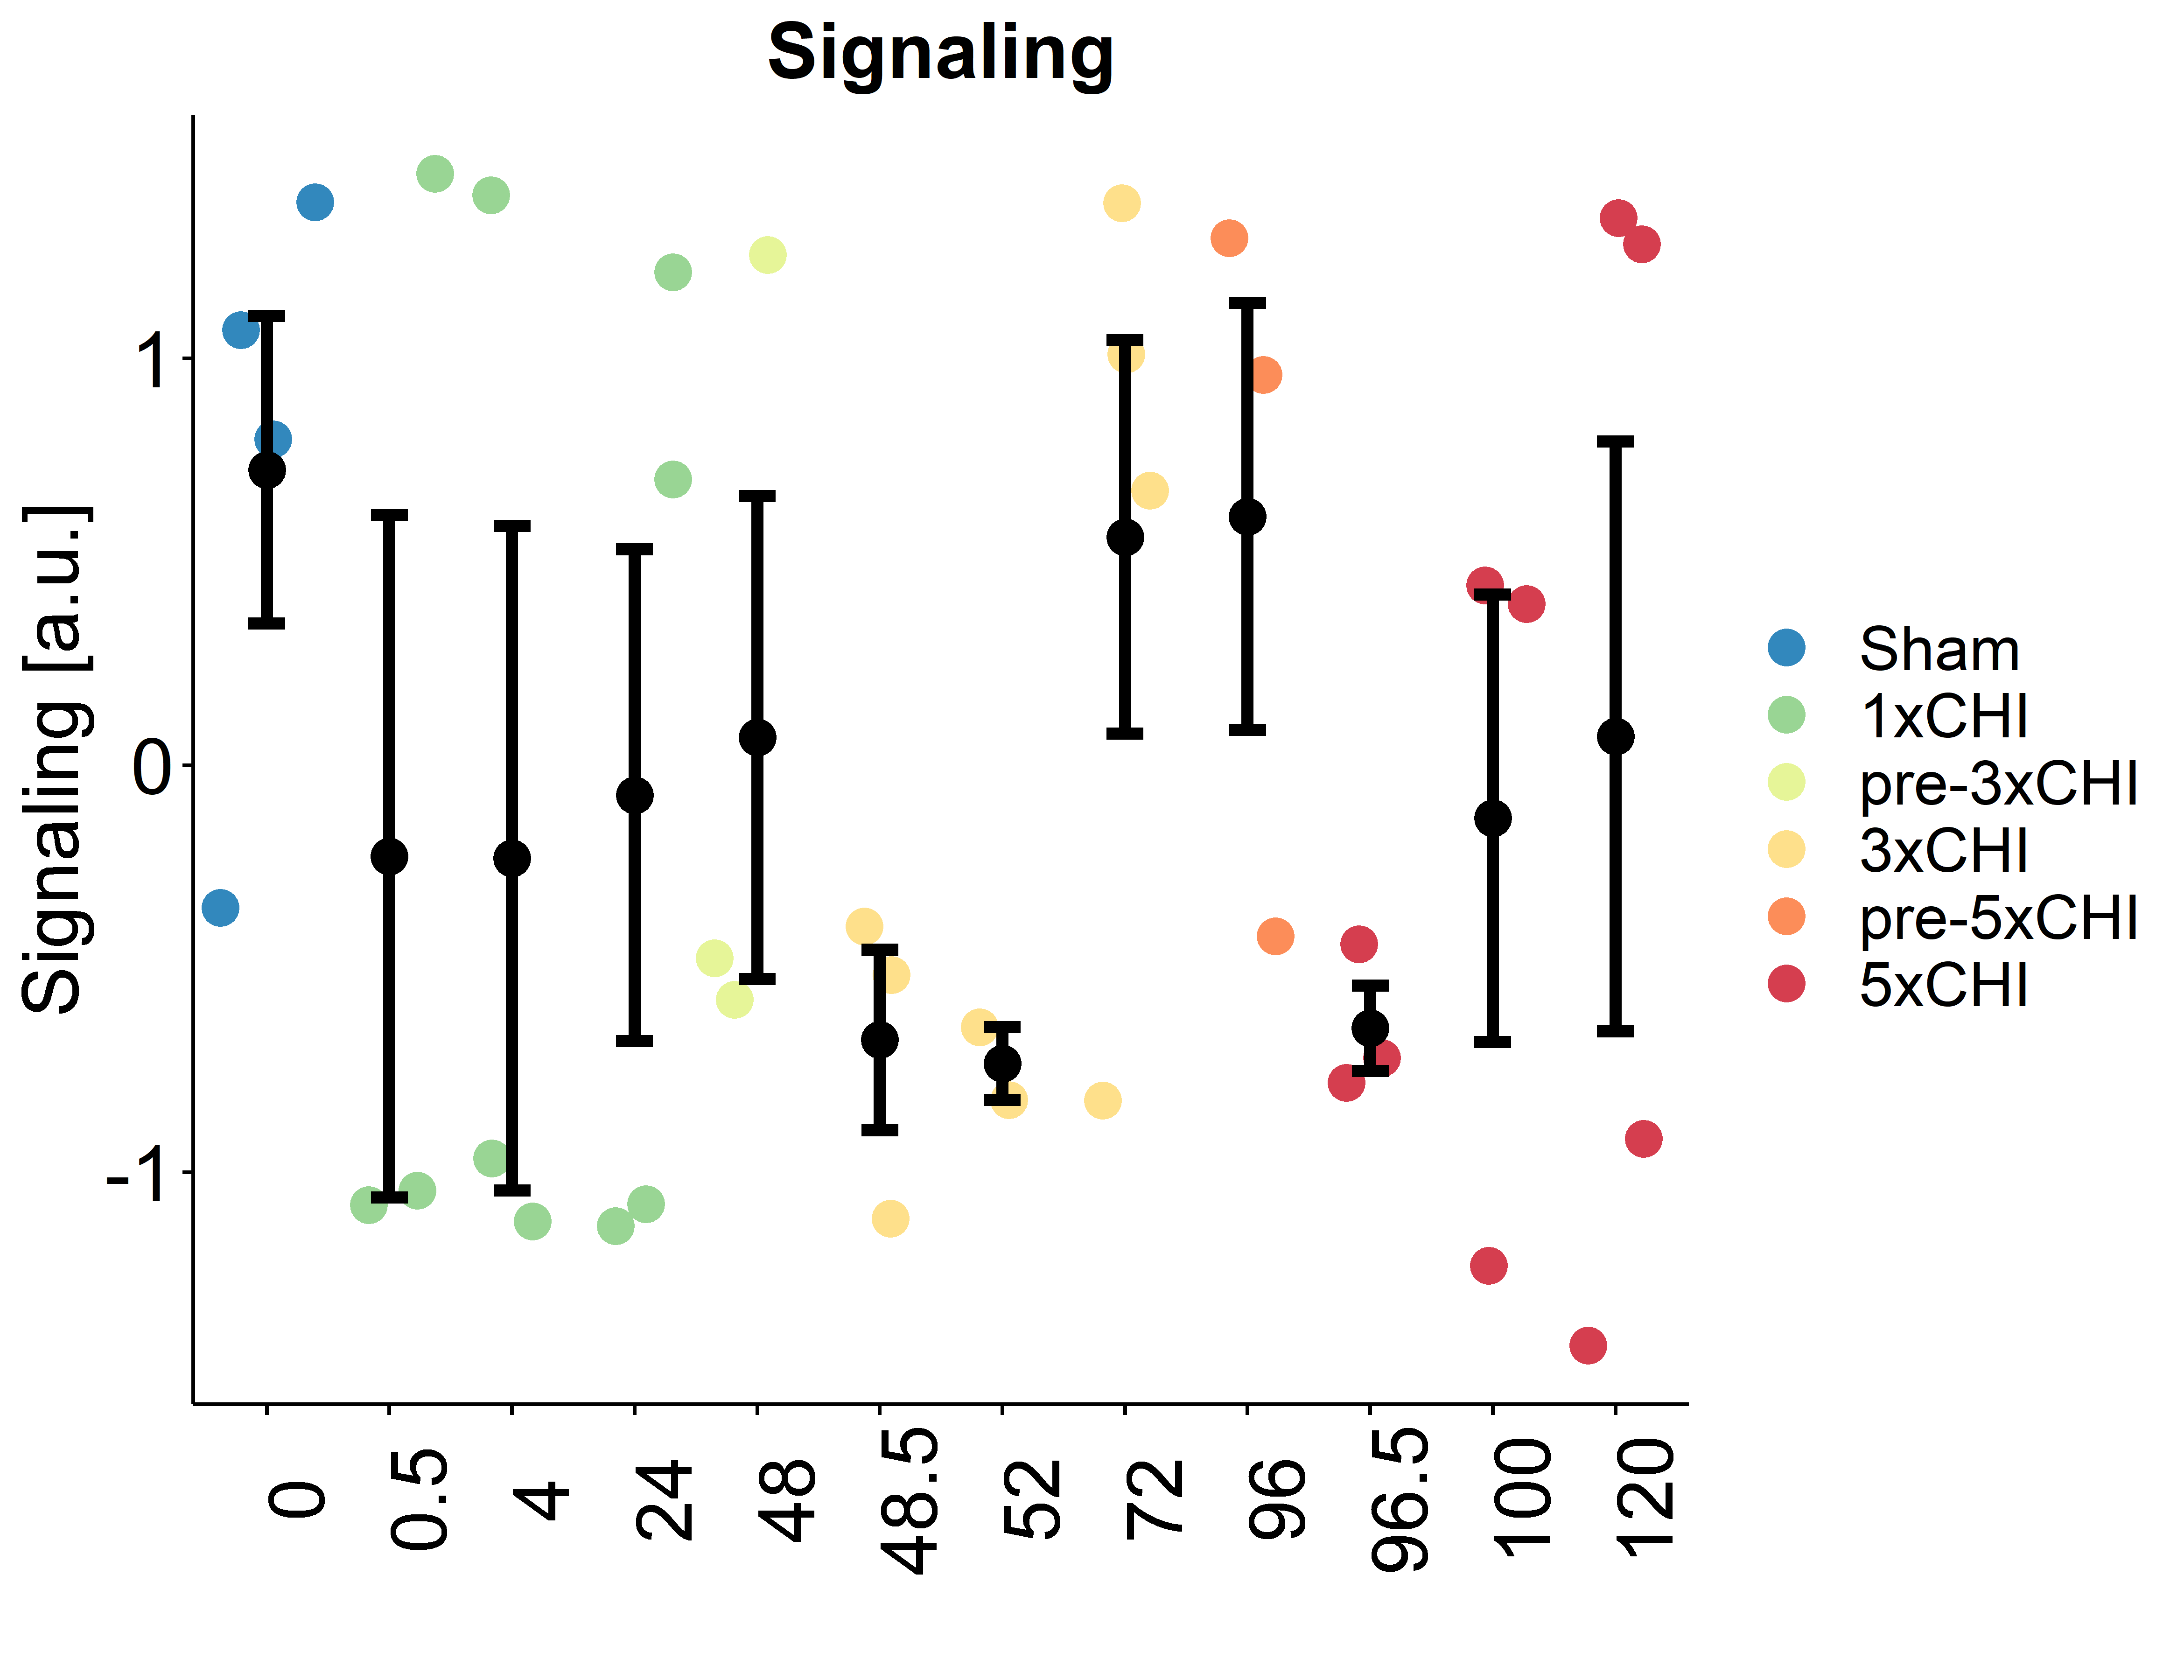 Signaling
Signaling [a.u.]
1
0
-1
0
0.5
4
24
48
48.5
52
72
96
96.5
100
120
Sham
1xCHI
pre-3xCHI
3xCHI
pre-5xCHI
5xCHI